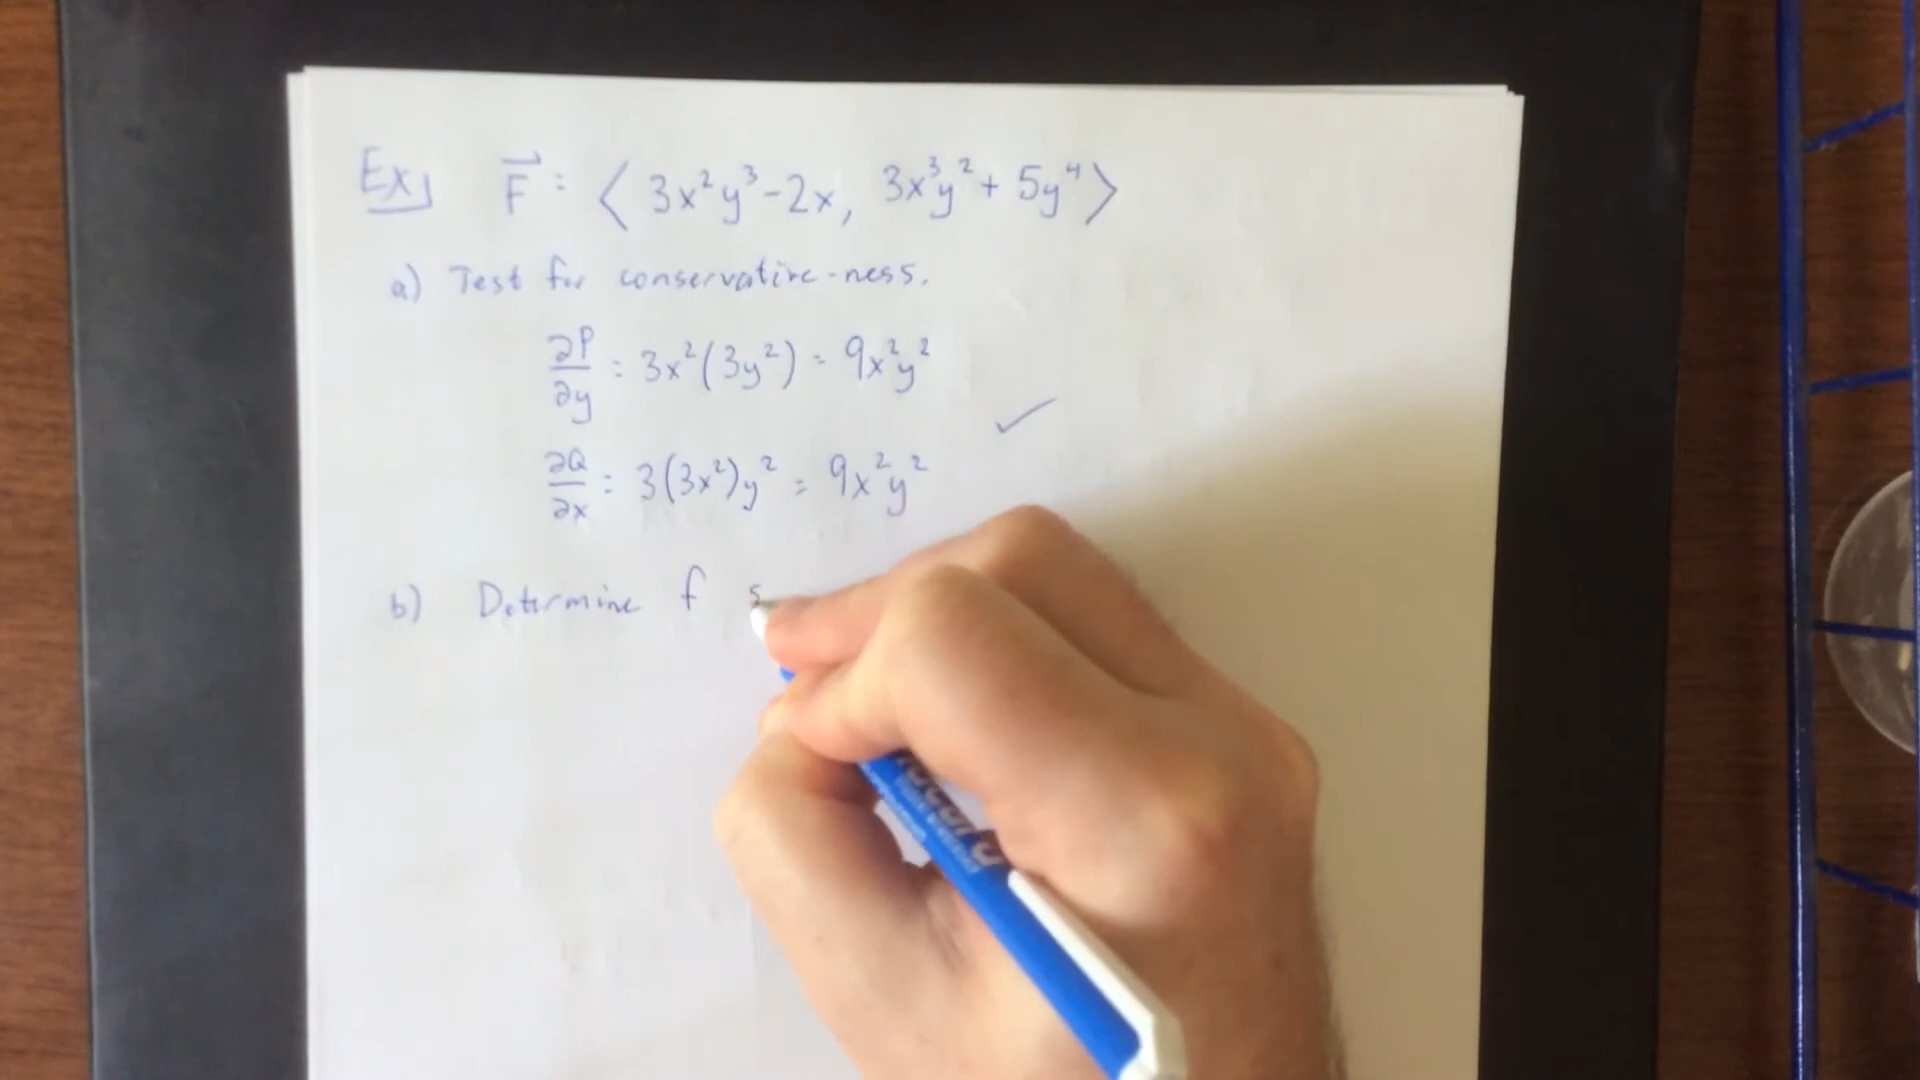 Ex) F⃗ = ⟨3x²y³-2x, 3x³y²+5y⁴⟩
a) Test for conservative-ness.
∂P/∂y = 3x²(3y²) = 9x²y²
✓
∂Q/∂x = 3(3x²)y² = 9x²y²
b) Determine f s